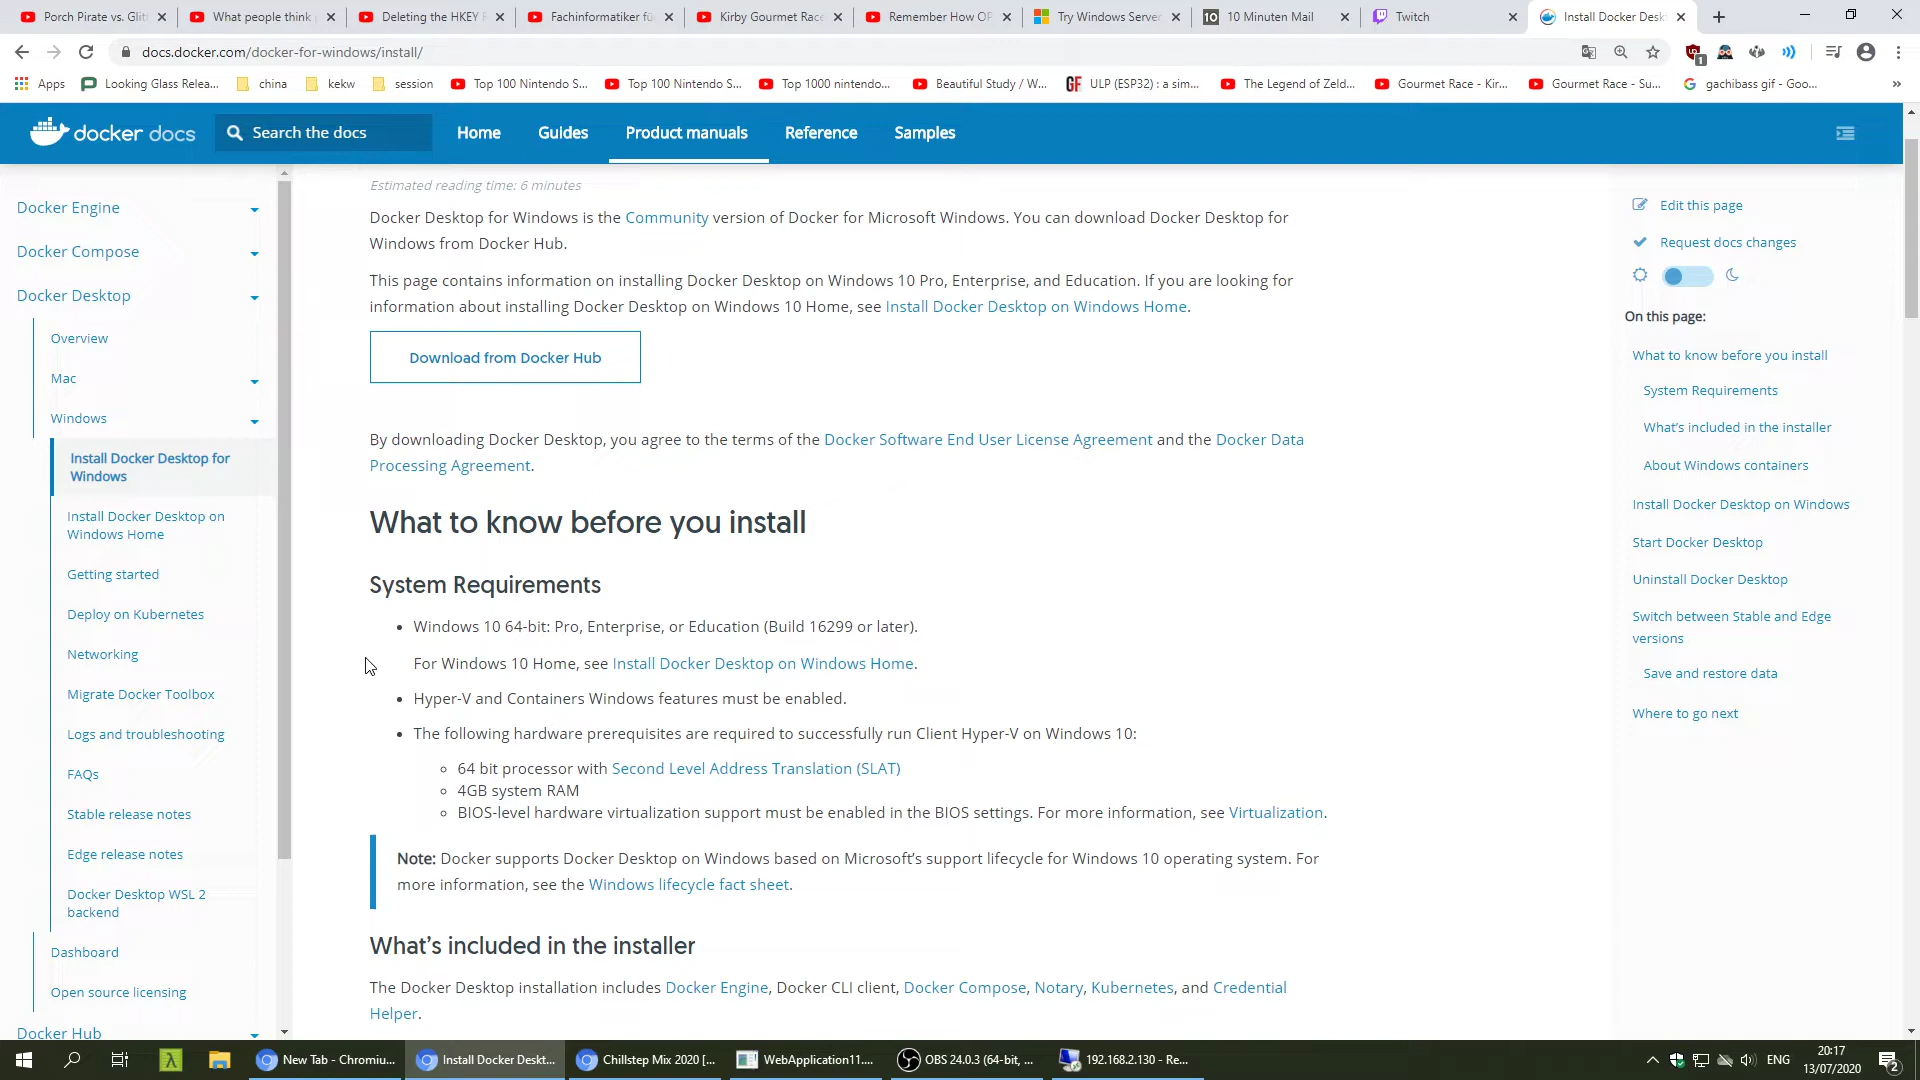 Porch Pirate vs. Glit
What people think
Deleting the HKEY
Fachinformatiker fü
Kirby Gourmet Race
Remember How OP
Try Windows Server
10 Minuten Mail
Twitch
Install Docker Deskt
docs.docker.com/docker-for-windows/install/
Apps
Looking Glass Relea...
china
kekw
session
Top 100 Nintendo S...
Top 100 Nintendo S...
Top 1000 nintendo...
Beautiful Study / W...
ULP (ESP32) : a sim...
The Legend of Zeld...
Gourmet Race - Kir...
Gourmet Race - Su...
gachibass gif - Goo...
docker docs
Search the docs
Home
Guides
Product manuals
Reference
Samples
Docker Engine
Docker Compose
Docker Desktop
Overview
Mac
Windows
Install Docker Desktop for
Windows
Install Docker Desktop on
Windows Home
Getting started
Deploy on Kubernetes
Networking
Migrate Docker Toolbox
Logs and troubleshooting
FAQs
Stable release notes
Edge release notes
Docker Desktop WSL 2
backend
Dashboard
Open source licensing
Docker Hub
Estimated reading time: 6 minutes
Docker Desktop for Windows is the Community version of Docker for Microsoft Windows. You can download Docker Desktop for
Windows from Docker Hub.
This page contains information on installing Docker Desktop on Windows 10 Pro, Enterprise, and Education. If you are looking for
information about installing Docker Desktop on Windows 10 Home, see Install Docker Desktop on Windows Home.
Download from Docker Hub
By downloading Docker Desktop, you agree to the terms of the Docker Software End User License Agreement and the Docker Data
Processing Agreement.
What to know before you install
System Requirements
• Windows 10 64-bit: Pro, Enterprise, or Education (Build 16299 or later).
For Windows 10 Home, see Install Docker Desktop on Windows Home.
• Hyper-V and Containers Windows features must be enabled.
• The following hardware prerequisites are required to successfully run Client Hyper-V on Windows 10:
◦ 64 bit processor with Second Level Address Translation (SLAT)
◦ 4GB system RAM
◦ BIOS-level hardware virtualization support must be enabled in the BIOS settings. For more information, see Virtualization.
Note: Docker supports Docker Desktop on Windows based on Microsoft's support lifecycle for Windows 10 operating system. For
more information, see the Windows lifecycle fact sheet.
What's included in the installer
The Docker Desktop installation includes Docker Engine, Docker CLI client, Docker Compose, Notary, Kubernetes, and Credential
Helper.
Edit this page
Request docs changes
On this page:
What to know before you install
System Requirements
What's included in the installer
About Windows containers
Install Docker Desktop on Windows
Start Docker Desktop
Uninstall Docker Desktop
Switch between Stable and Edge
versions
Save and restore data
Where to go next
New Tab - Chromiu...
Install Docker Deskt...
Chillstep Mix 2020 [...
WebApplication11....
OBS 24.0.3 (64-bit, ...
192.168.2.130 - Re...
ENG
20:17
13/07/2020
2